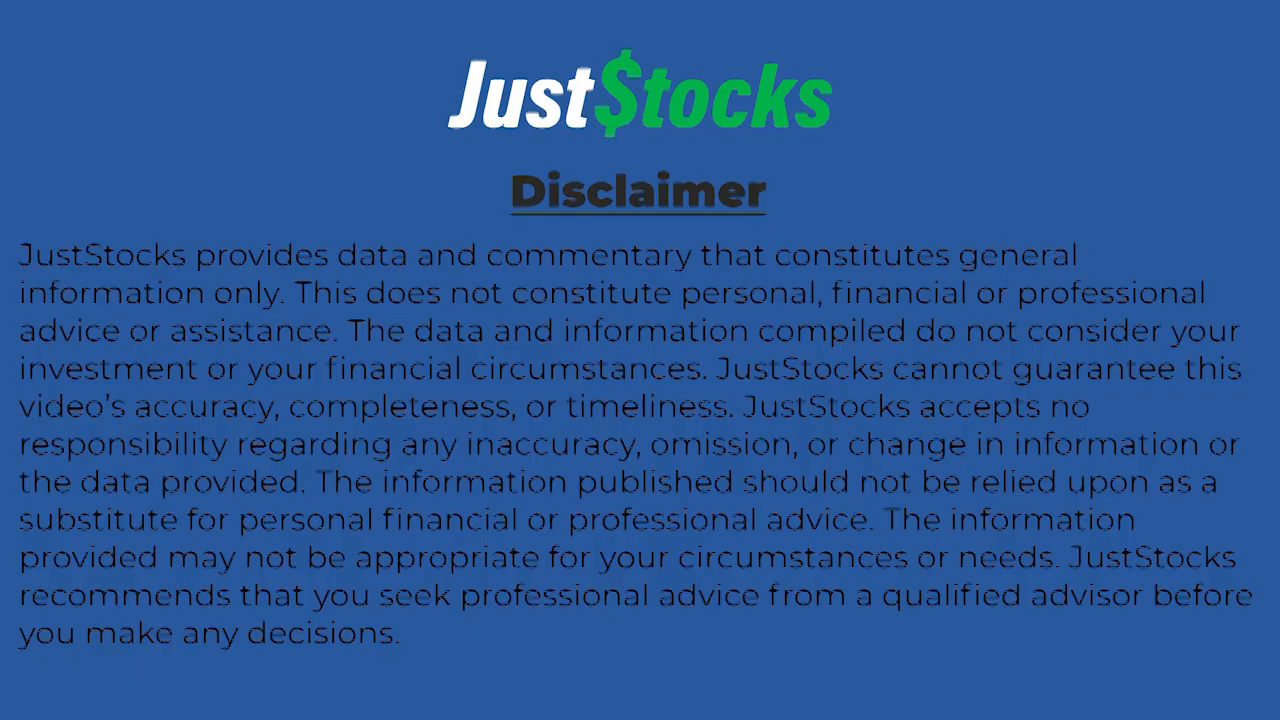 Just$tocks
Disclaimer
JustStocks provides data and commentary that constitutes general
information only. This does not constitute personal, financial or professional
advice or assistance. The data and information compiled do not consider your
investment or your financial circumstances. JustStocks cannot guarantee this
video's accuracy, completeness, or timeliness. JustStocks accepts no
responsibility regarding any inaccuracy, omission, or change in information or
the data provided. The information published should not be relied upon as a
substitute for personal financial or professional advice. The information
provided may not be appropriate for your circumstances or needs. JustStocks
recommends that you seek professional advice from a qualified advisor before
you make any decisions.